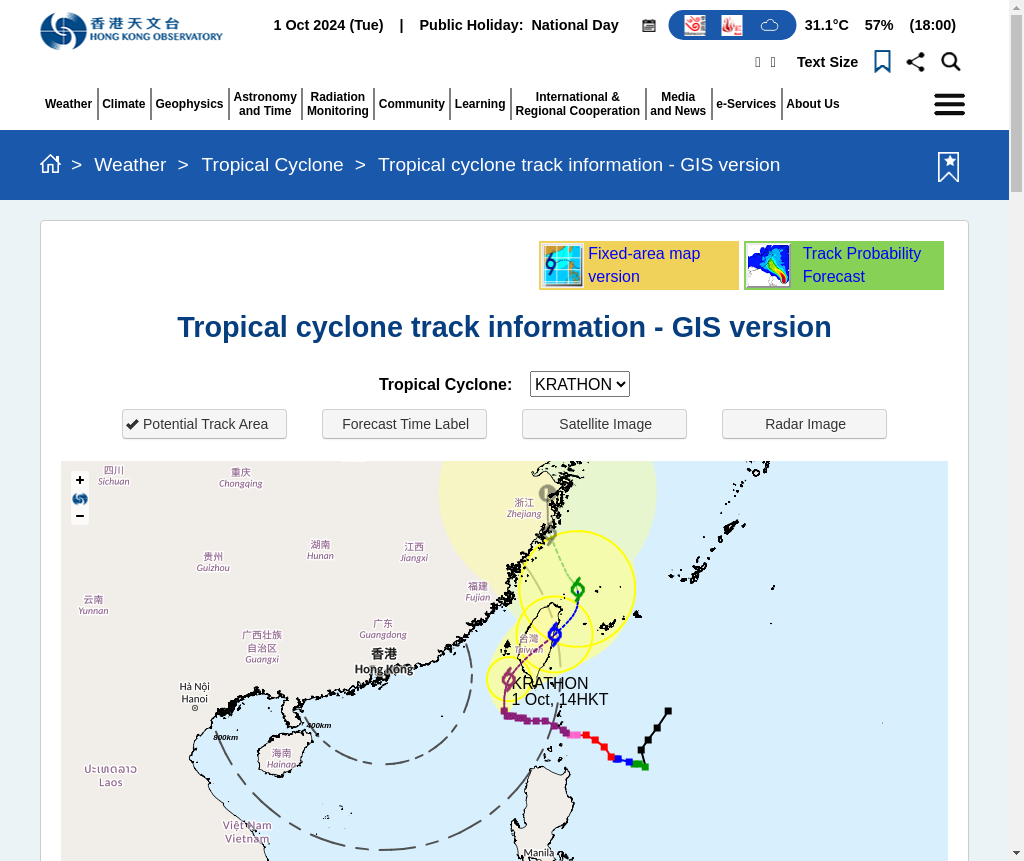 香港天文台
HONG KONG OBSERVATORY
1 Oct 2024 (Tue) | Public Holiday: National Day
31.1°C 57% (18:00)
Text Size
Weather
Climate
Geophysics
Astronomy
and Time
Radiation
Monitoring
Community
Learning
International &
Regional Cooperation
Media
and News
e-Services
About Us
> Weather > Tropical Cyclone > Tropical cyclone track information - GIS version
Fixed-area map
version
Track Probability
Forecast
Tropical cyclone track information - GIS version
Tropical Cyclone: KRATHON
Potential Track Area
Forecast Time Label
Satellite Image
Radar Image
+
−
四川
Sichuan
重庆
Chongqing
浙江
Zhejiang
贵州
Guizhou
湖南
Hunan
江西
Jiangxi
云南
Yunnan
福建
Fujian
广西壮族
自治区
Guangxi
广东
Guangdong
香港
Hong Kong
台灣
Taiwan
KRATHON
1 Oct, 14HKT
Hà Nội
Hanoi
400km
800km
海南
Hainan
ປະເທດລາວ
Laos
Việt Nam
Vietnam
Manila